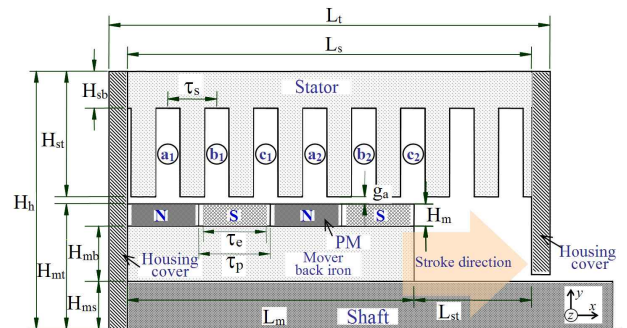 Lt
Ls
Hsb
τs
Stator
Hst
a1 b1 c1 a2 b2 c2
ga
Hh
N S N S
Hm
τe
PM
Hmb
Housing cover
τp
Mover back iron
Stroke direction
Housing cover
Hmt
Hms
Lm
Lst
Shaft
y
z x